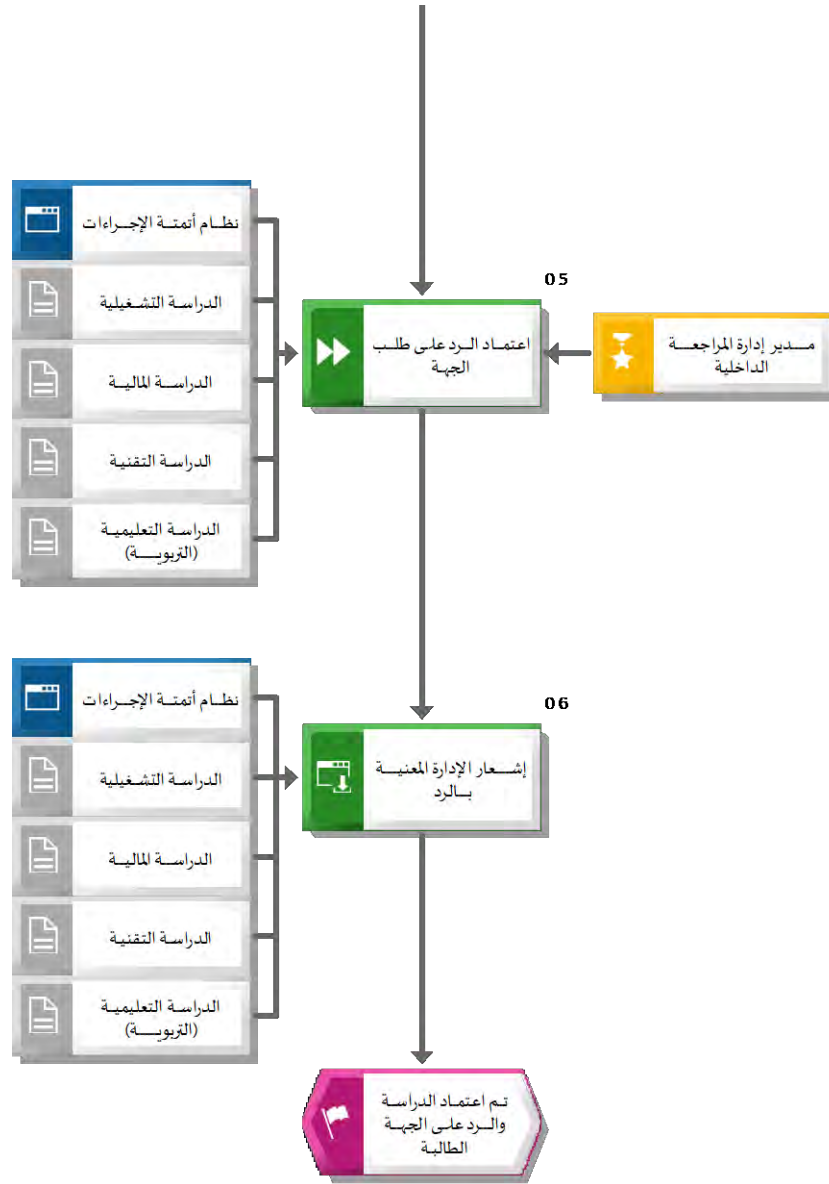 05
مدير إدارة المراجعة
الداخلية
اعتماد الرد على طلب
الجهة
نظام أتمتة الإجراءات
الدراسة التشغيلية
الدراسة المالية
الدراسة التقنية
الدراسة التعليمية
(التربوية)
06
إشعار الإدارة المعنية
بالرد
نظام أتمتة الإجراءات
الدراسة التشغيلية
الدراسة المالية
الدراسة التقنية
الدراسة التعليمية
(التربوية)
تم اعتماد الدراسة
والرد على الجهة
الطالبة